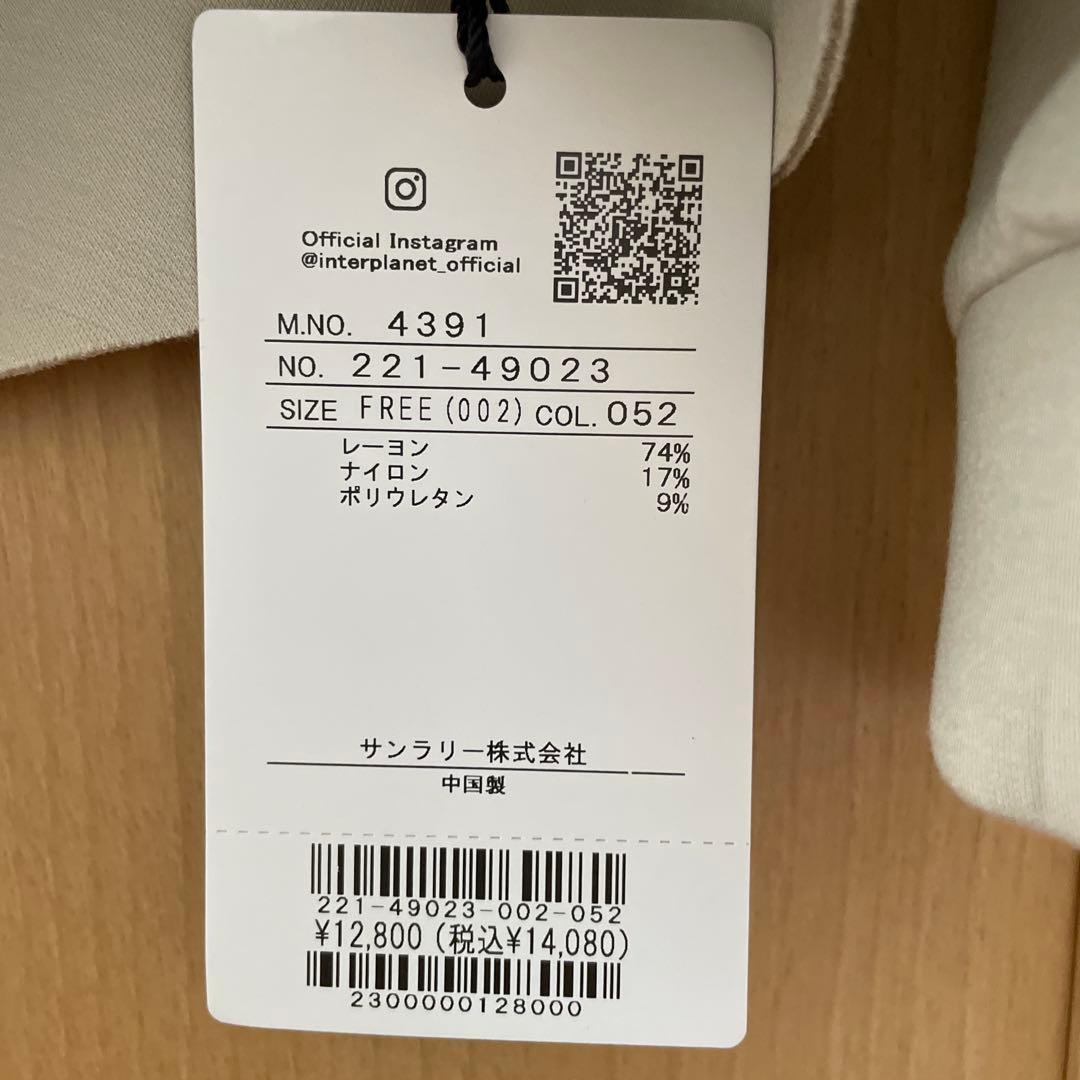 Official Instagram
@interplanet_official
M.NO. 4391
NO. 221-49023
SIZE FREE(002) COL. 052
レーヨン 74%
ナイロン 17%
ポリウレタン 9%
サンラリー株式会社
中国製
221-49023-002-052
¥12,800(税込¥14,080)
2300000128000